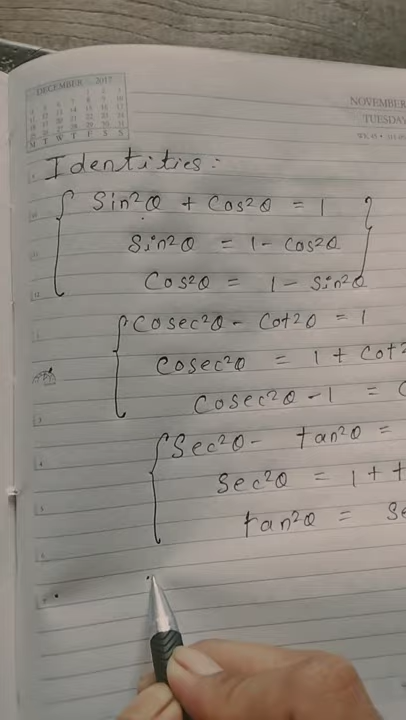 DECEMBER 2017
M T W T F S S
NOVEMBER
TUESDAY
Identities:
Sin²θ + Cos²θ = 1
Sin²θ = 1 - Cos²θ
Cos²θ = 1 - Sin²θ
Cosec²θ - Cot²θ = 1
Cosec²θ = 1 + Cot²
Cosec²θ - 1 =
Sec²θ - tan²θ =
Sec²θ = 1 +
tan²θ = Se